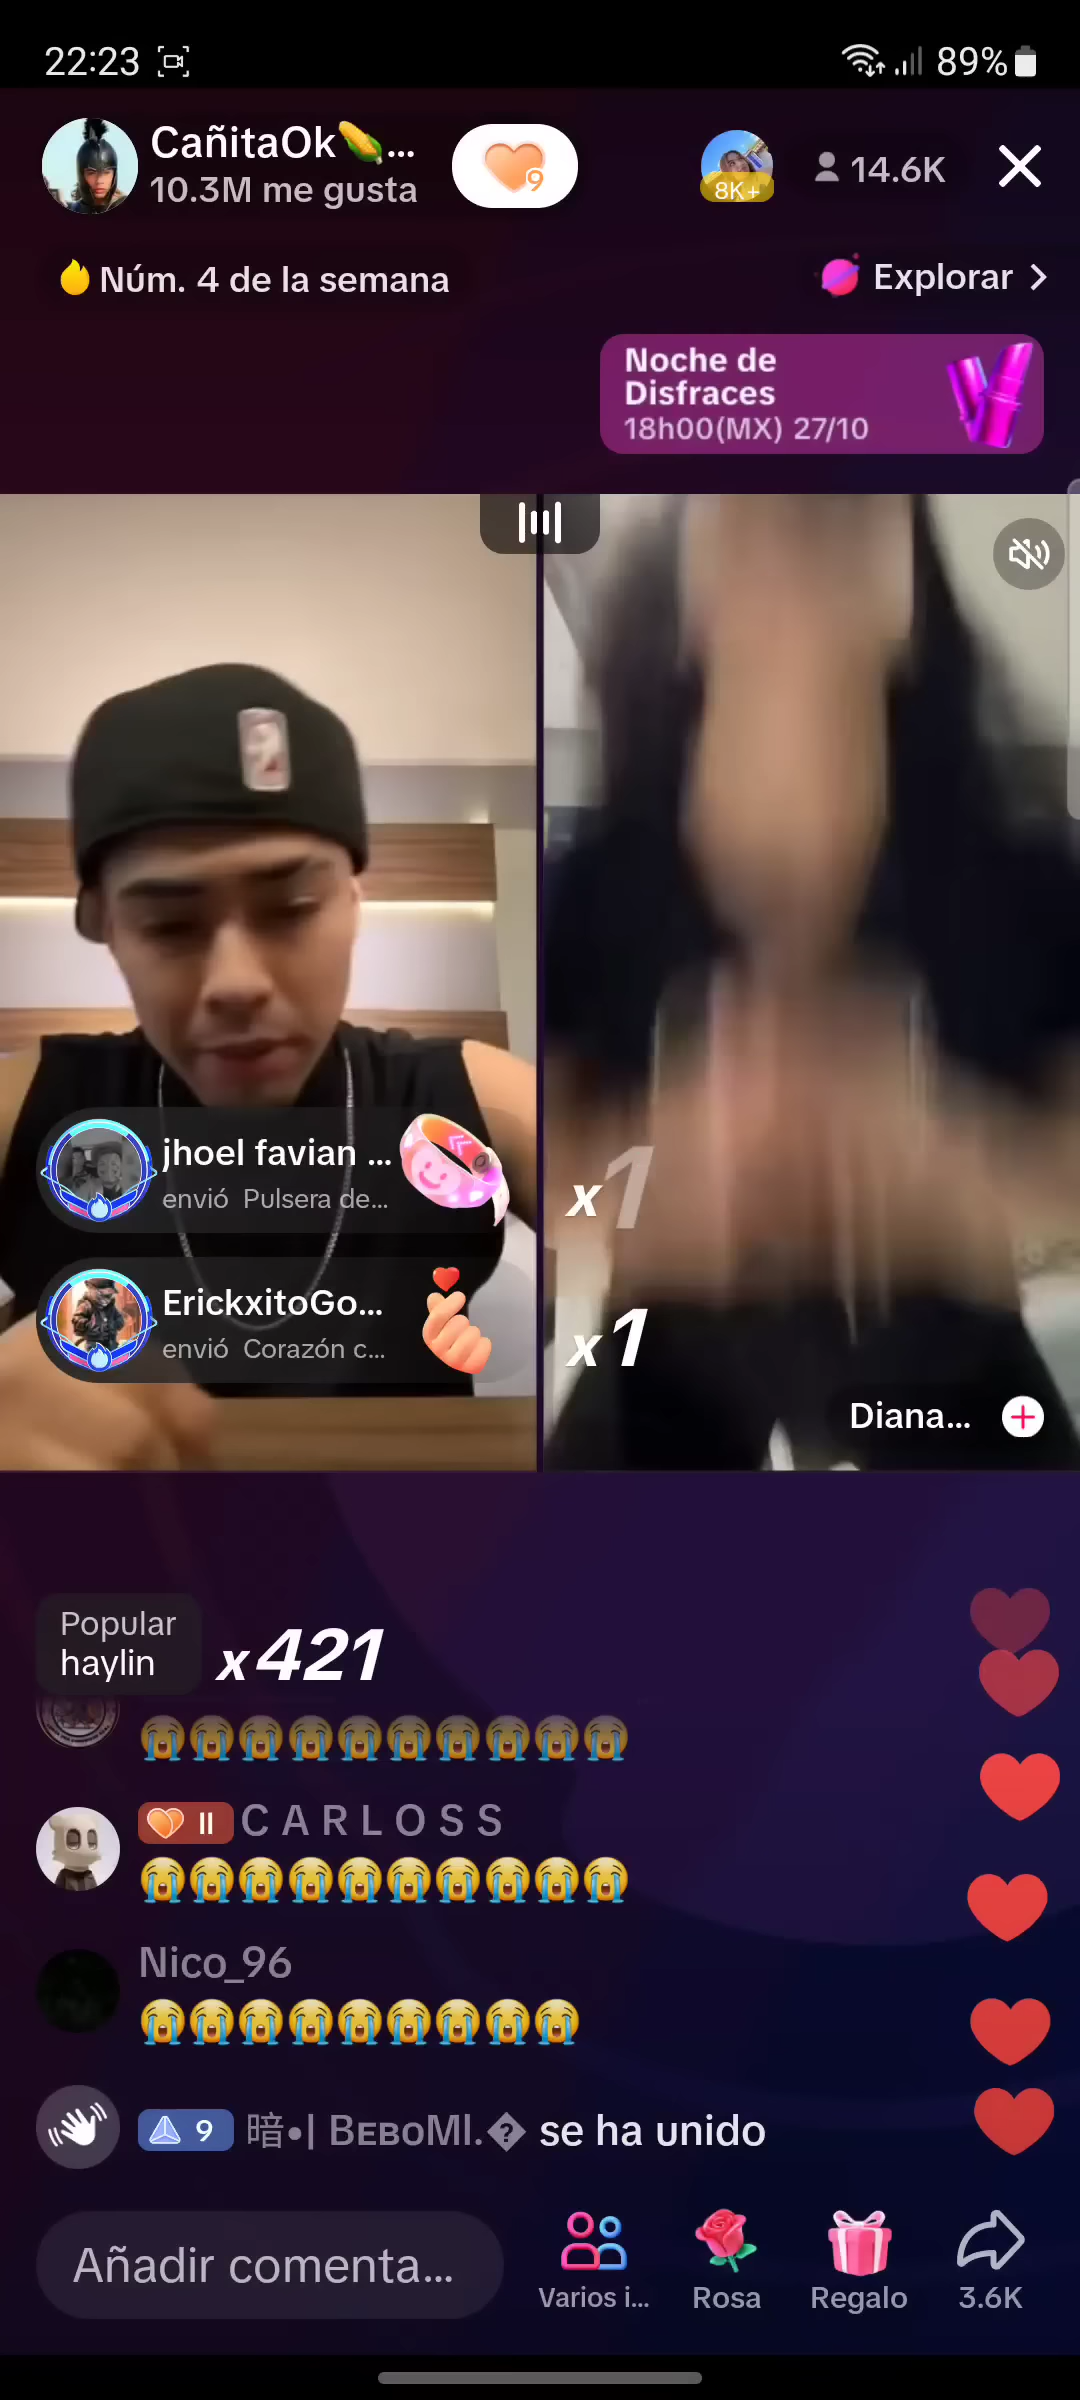 22:23
89%
CañitaOk🌽...
10.3M me gusta
9
8K+
14.6K
Núm. 4 de la semana
Explorar
Noche de
Disfraces
18h00(MX) 27/10
jhoel favian ...
envió Pulsera de...
x1
ErickxitoGo...
envió Corazón c...
x1
Diana...
Popular
haylin
x421
😭😭😭😭😭😭😭😭😭😭
II C A R L O S S
😭😭😭😭😭😭😭😭😭😭
Nico_96
😭😭😭😭😭😭😭😭😭
9 暗•| BᴇʙᴏMl.� se ha unido
Añadir comenta...
Varios i...
Rosa
Regalo
3.6K